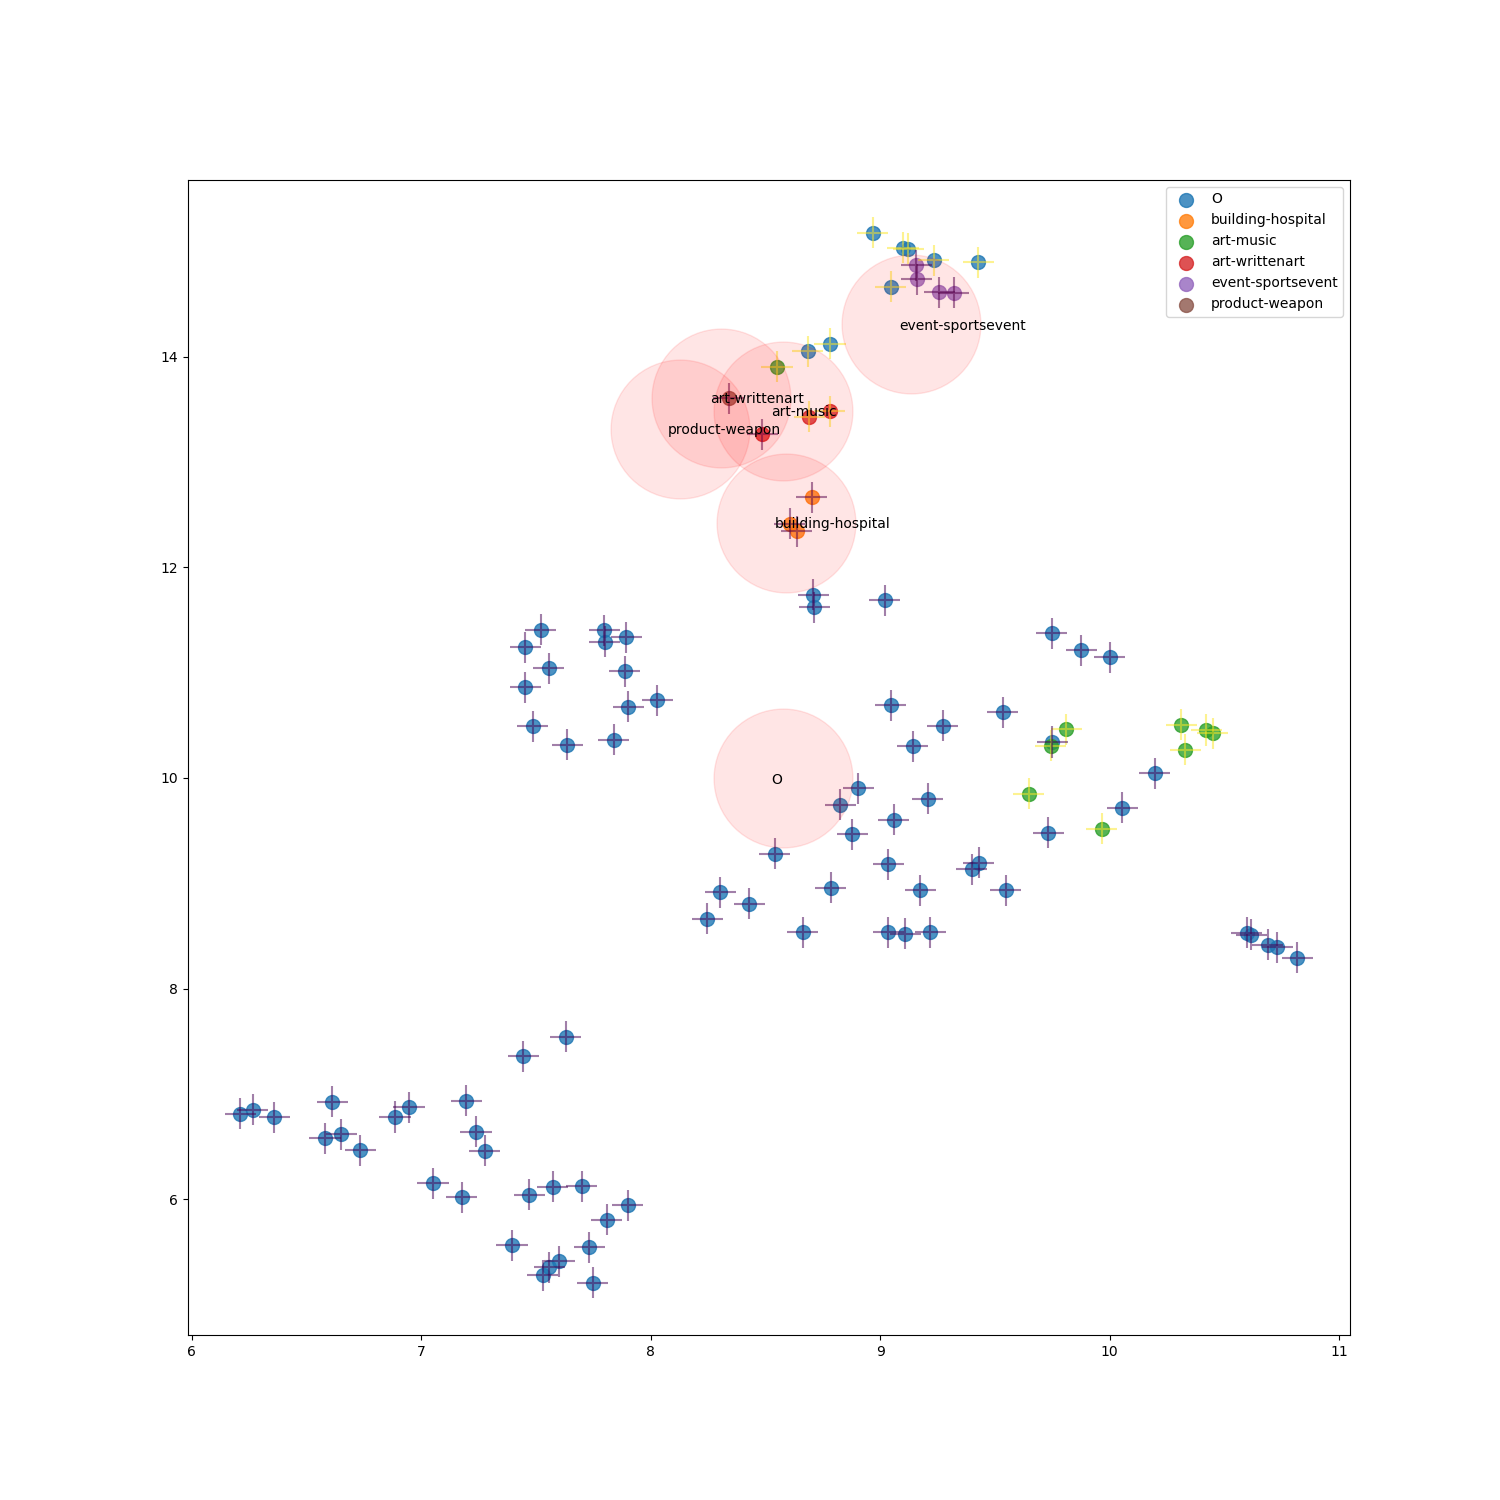 O
building-hospital
art-music
art-writtenart
event-sportsevent
product-weapon
event-sportsevent
art-writtenart
art-music
product-weapon
building-hospital
O
14
12
10
8
6
6 7 8 9 10 11